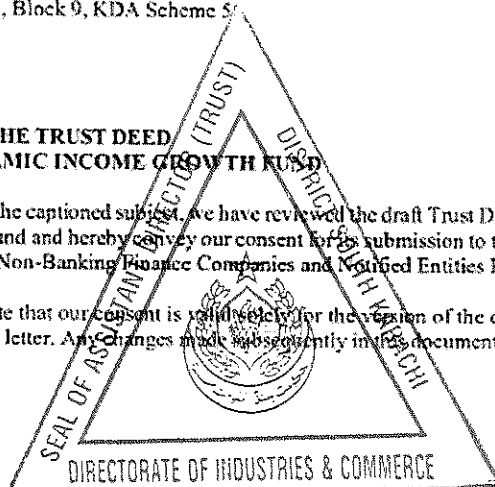 , Block 9, KDA Scheme 5,
HE TRUST DEED
AMIC INCOME GROWTH FUND
he captioned subject, we have reviewed the draft Trust D
nd and hereby convey our consent for its submission to t
Non-Banking Finance Companies and Notified Entities
te that our consent is valid solely for the version of the d
letter. Any changes made subsequently in the document
SEAL OF ASSISTANT DIRECTOR (TRUST)
DISTRICT SOUTH KARACHI
DIRECTORATE OF INDUSTRIES & COMMERCE